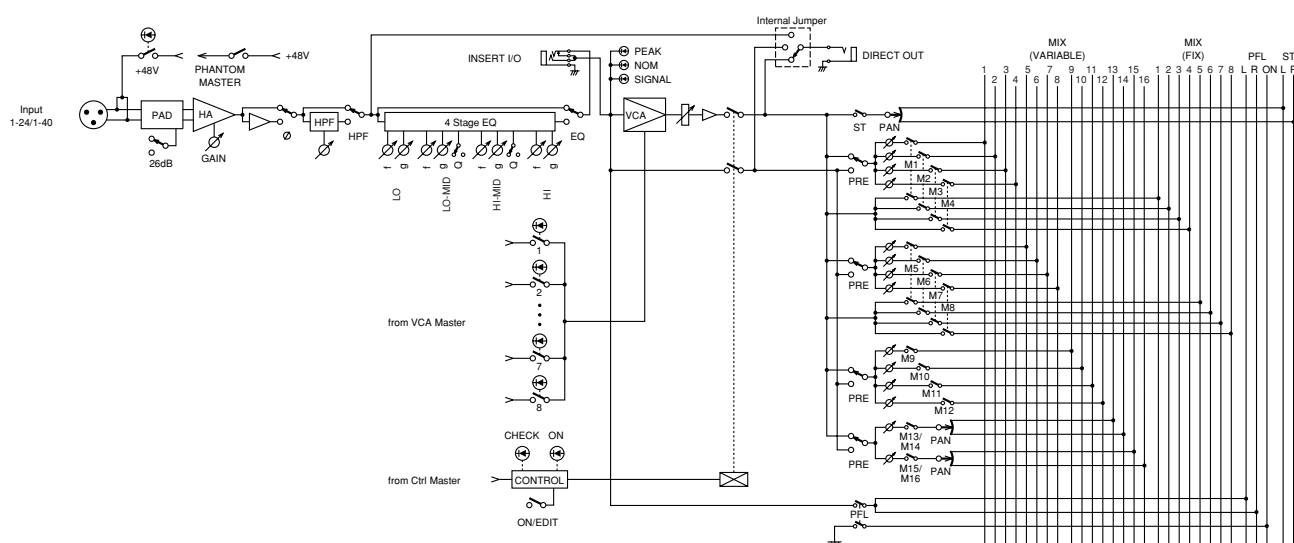 Internal Jumper
MIX
(VARIABLE)
MIX
(FIX)
PFL
ST
L R ON L R
1 3 5 7 9 11 13 15 1 2 3 4 5 6 7 8
2 4 6 8 10 12 14 16
+48V
PHANTOM
MASTER
+48V
INSERT I/O
PEAK
NOM
SIGNAL
DIRECT OUT
Input
1-24/1-40
PAD
26dB
HA
GAIN
Ø
HPF
HPF
4 Stage EQ
EQ
f g f g Q f g Q f g
LO
LO-MID
HI-MID
HI
VCA
ST PAN
PRE
M1
M2
M3
M4
PRE
M5
M6
M7
M8
PRE
M9
M10
M11
M12
PRE
M13/
M14
PAN
M15/
M16
PAN
PFL
1
2
from VCA Master
7
8
CHECK ON
from Ctrl Master
CONTROL
ON/EDIT